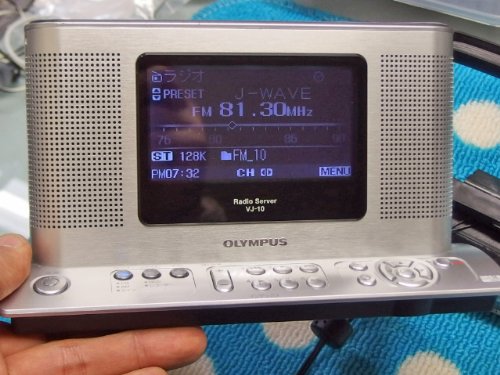 ラジオ
PRESET J-WAVE
FM 81.30MHz
76 80 85 90
ST 128K FM_10
PM07:32 CH MENU
Radio Server
VJ-10
OLYMPUS